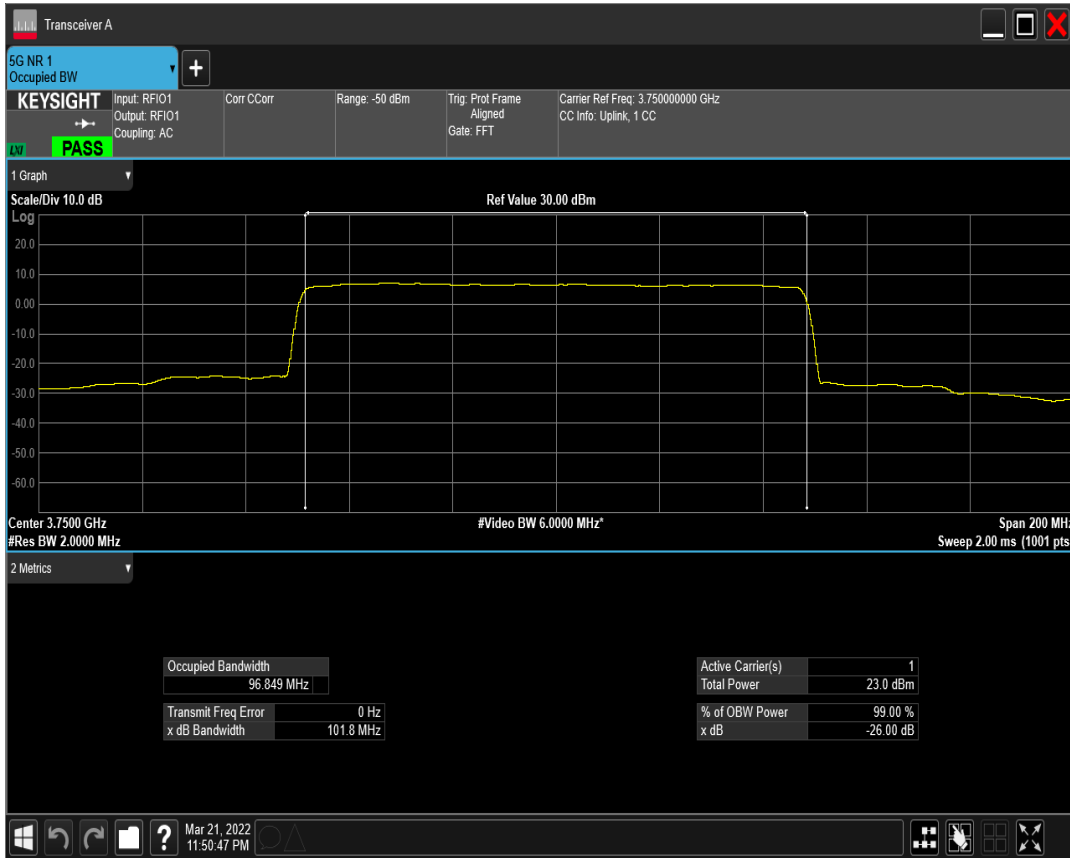 Transceiver A
5G NR 1
Occupied BW
KEYSIGHT
Input: RFIO1
Output: RFIO1
Coupling: AC
Corr CCorr
Range: -50 dBm
Trig: Prot Frame
Aligned
Gate: FFT
Carrier Ref Freq: 3.750000000 GHz
CC Info: Uplink, 1 CC
LXI
PASS
1 Graph
Scale/Div 10.0 dB
Ref Value 30.00 dBm
Log
20.0
10.0
0.00
-10.0
-20.0
-30.0
-40.0
-50.0
-60.0
Center 3.7500 GHz
#Video BW 6.0000 MHz*
Span 200 MHz
#Res BW 2.0000 MHz
Sweep 2.00 ms (1001 pts
2 Metrics
Occupied Bandwidth
96.849 MHz
Transmit Freq Error 0 Hz
x dB Bandwidth 101.8 MHz
Active Carrier(s) 1
Total Power 23.0 dBm
% of OBW Power 99.00 %
x dB -26.00 dB
?
Mar 21, 2022
11:50:47 PM